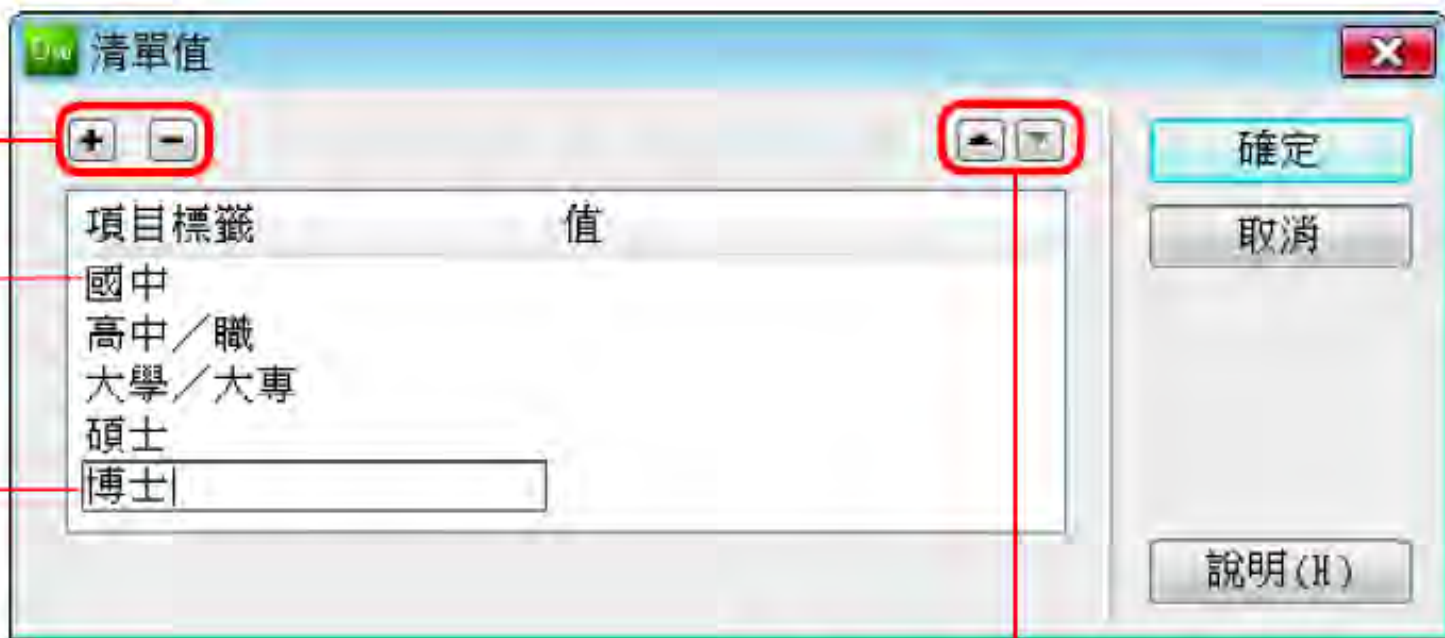 Dw 清單值
確定
取消
項目標籤 值
國中
高中／職
大學／大專
碩士
博士
說明(H)